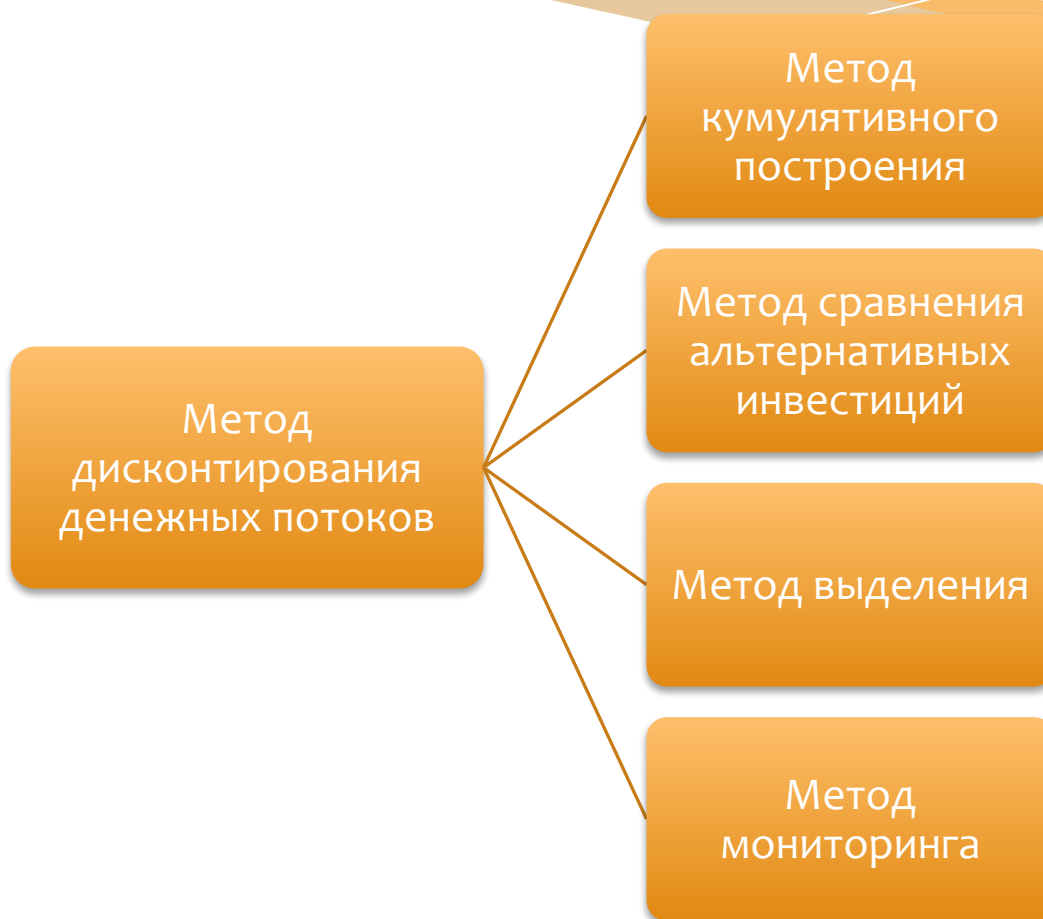 Метод
кумулятивного
построения
Метод сравнения
альтернативных
инвестиций
Метод
дисконтирования
денежных потоков
Метод выделения
Метод
мониторинга